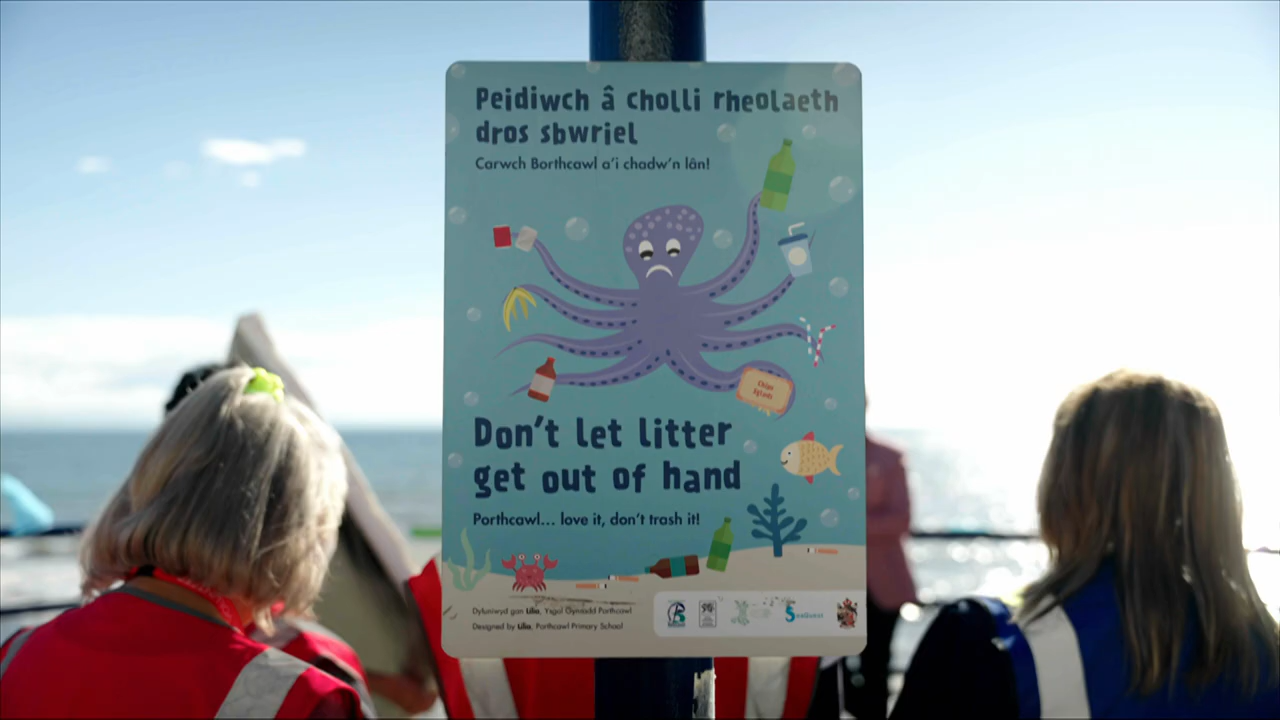 Peidiwch â cholli rheolaeth
dros sbwriel
Carwch Borthcawl a'i chadw'n lân!
Don't let litter
get out of hand
Porthcawl... love it, don't trash it!
Dyluniwyd gan Lilia, Ysgol Gynradd Porthcawl
Designed by Lilia, Porthcawl Primary School
SeaQuest